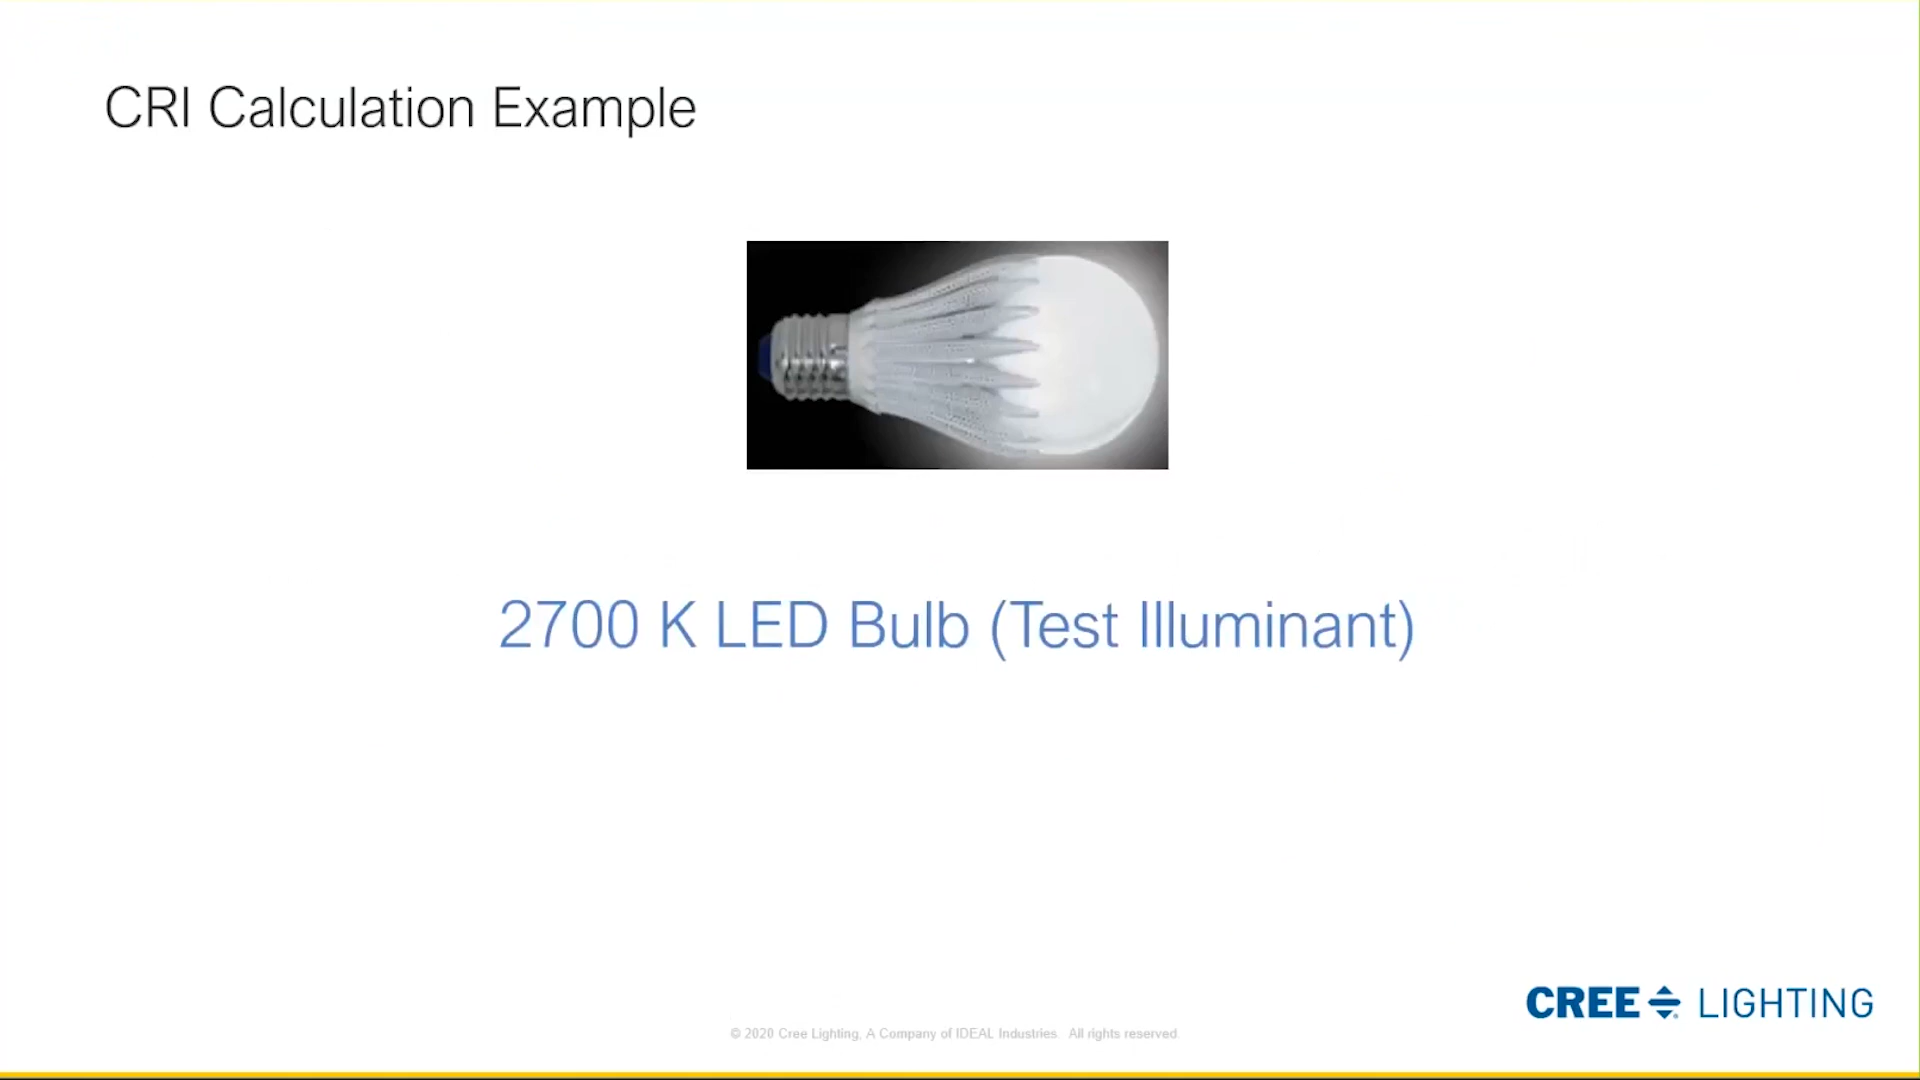 CRI Calculation Example
2700 K LED Bulb (Test Illuminant)
CREE LIGHTING
© 2020 Cree Lighting, A Company of IDEAL Industries. All rights reserved.